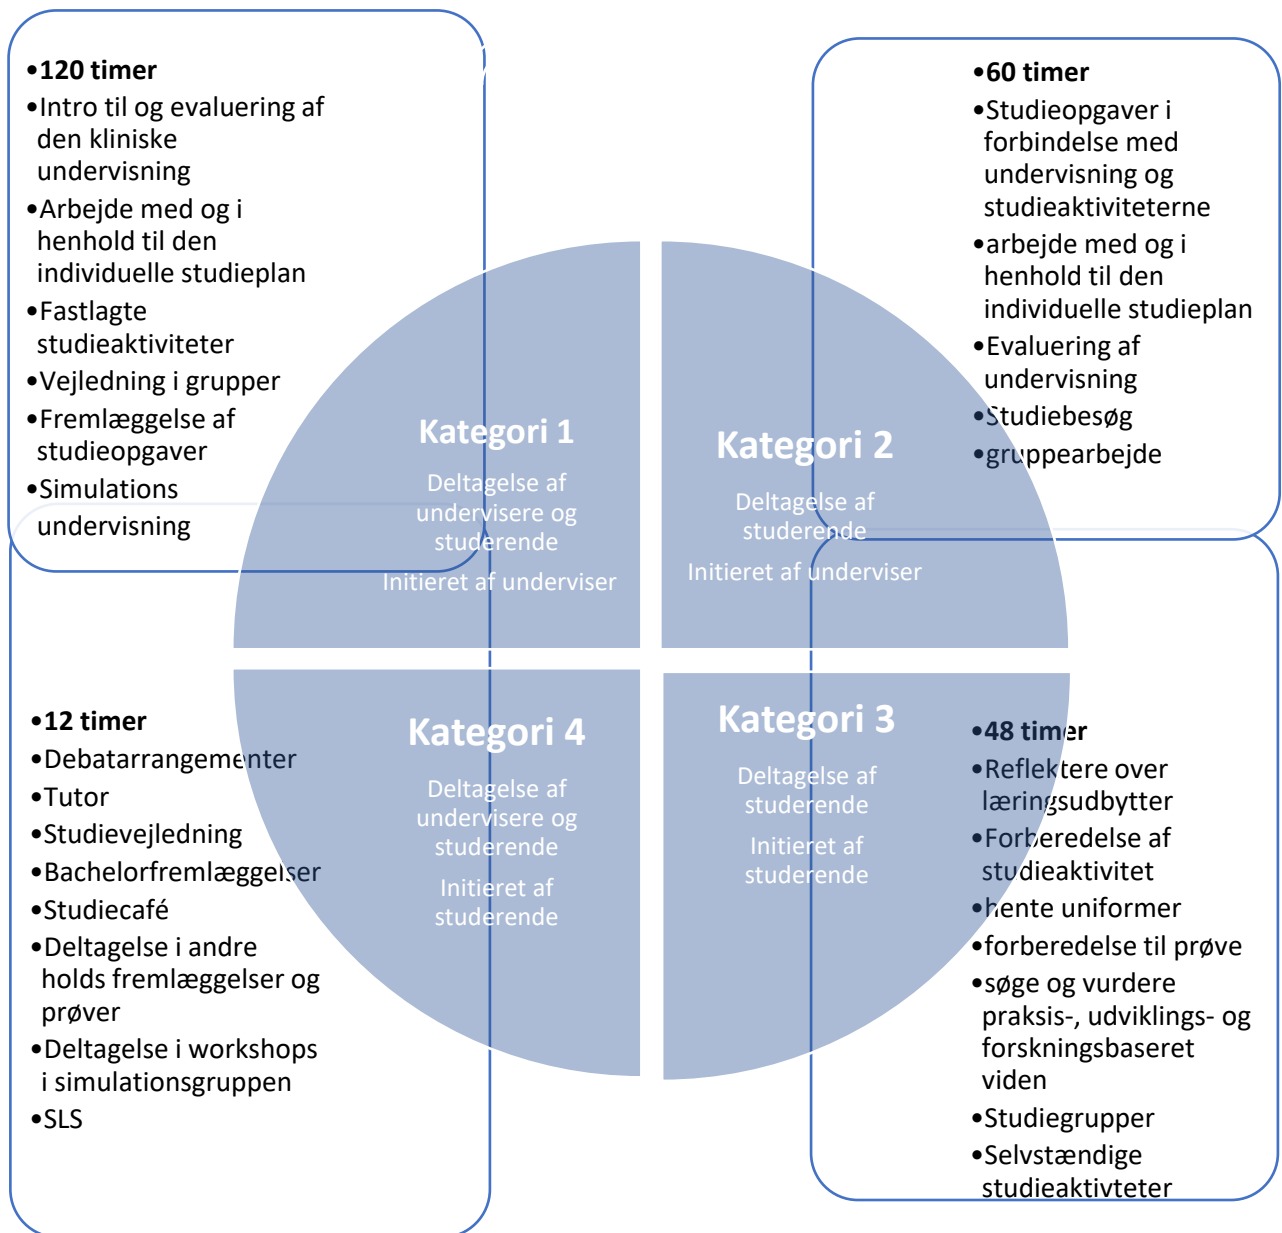 •120 timer
•Intro til og evaluering af
den kliniske
undervisning
•Arbejde med og i
henhold til den
individuelle studieplan
•Fastlagte
studieaktiviteter
•Vejledning i grupper
•Fremlæggelse af
studieopgaver
•Simulations
undervisning
•60 timer
•Studieopgaver i
forbindelse med
undervisning og
studieaktiviteterne
•arbejde med og i
henhold til den
individuelle studieplan
•Evaluering af
undervisning
•Studiebesøg
•gruppearbejde
Kategori 1
Deltagelse af
undervisere og
studerende
Initieret af underviser
Kategori 2
Deltagelse af
studerende
Initieret af underviser
•12 timer
•Debatarrangementer
•Tutor
•Studievejledning
•Bachelorfremlæggelser
•Studiecafé
•Deltagelse i andre
holds fremlæggelser og
prøver
•Deltagelse i workshops
i simulationsgruppen
•SLS
Kategori 4
Deltagelse af
undervisere og
studerende
Initieret af
studerende
Kategori 3
Deltagelse af
studerende
Initieret af
studerende
•48 timer
•Reflektere over
læringsudbytter
•Forberedelse af
studieaktivitet
•hente uniformer
•forberedelse til prøve
•søge og vurdere
praksis-, udviklings- og
forskningsbaseret
viden
•Studiegrupper
•Selvstændige
studieaktivteter